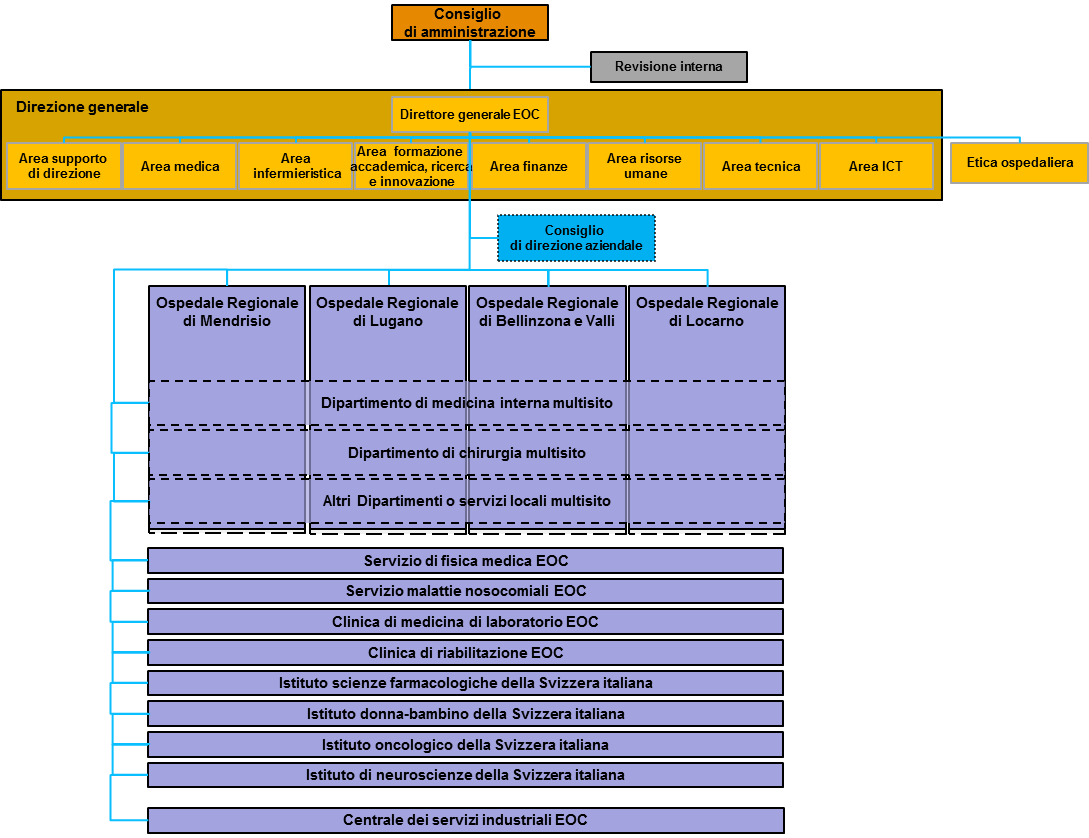 Consiglio
di amministrazione
Revisione interna
Direzione generale
Direttore generale EOC
Area supporto
di direzione
Area medica
Area
infermieristica
Area formazione
accademica, ricerca
e innovazione
Area finanze
Area risorse
umane
Area tecnica
Area ICT
Etica ospedaliera
Consiglio
di direzione aziendale
Ospedale Regionale
di Mendrisio
Ospedale Regionale
di Lugano
Ospedale Regionale
di Bellinzona e Valli
Ospedale Regionale
di Locarno
Dipartimento di medicina interna multisito
Dipartimento di chirurgia multisito
Altri Dipartimenti o servizi locali multisito
Servizio di fisica medica EOC
Servizio malattie nosocomiali EOC
Clinica di medicina di laboratorio EOC
Clinica di riabilitazione EOC
Istituto scienze farmacologiche della Svizzera italiana
Istituto donna-bambino della Svizzera italiana
Istituto oncologico della Svizzera italiana
Istituto di neuroscienze della Svizzera italiana
Centrale dei servizi industriali EOC